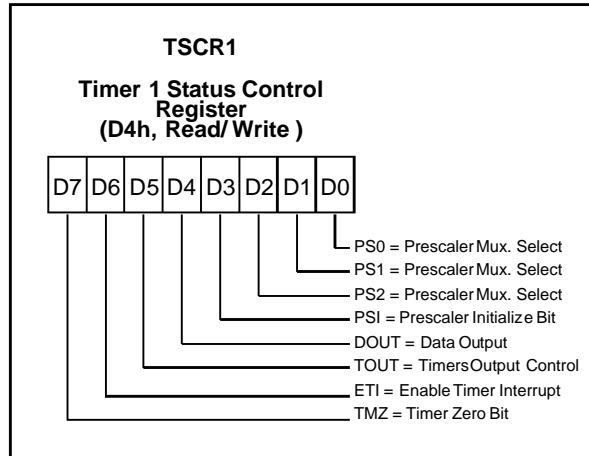 TSCR1
Timer 1 Status Control
Register
(D4h, Read/ Write )
D7 D6 D5 D4 D3 D2 D1 D0
PS0 = Prescaler Mux. Select
PS1 = Prescaler Mux. Select
PS2 = Prescaler Mux. Select
PSI = Prescaler Initialize Bit
DOUT = Data Output
TOUT = Timers Output Control
ETI = Enable Timer Interrupt
TMZ = Timer Zero Bit